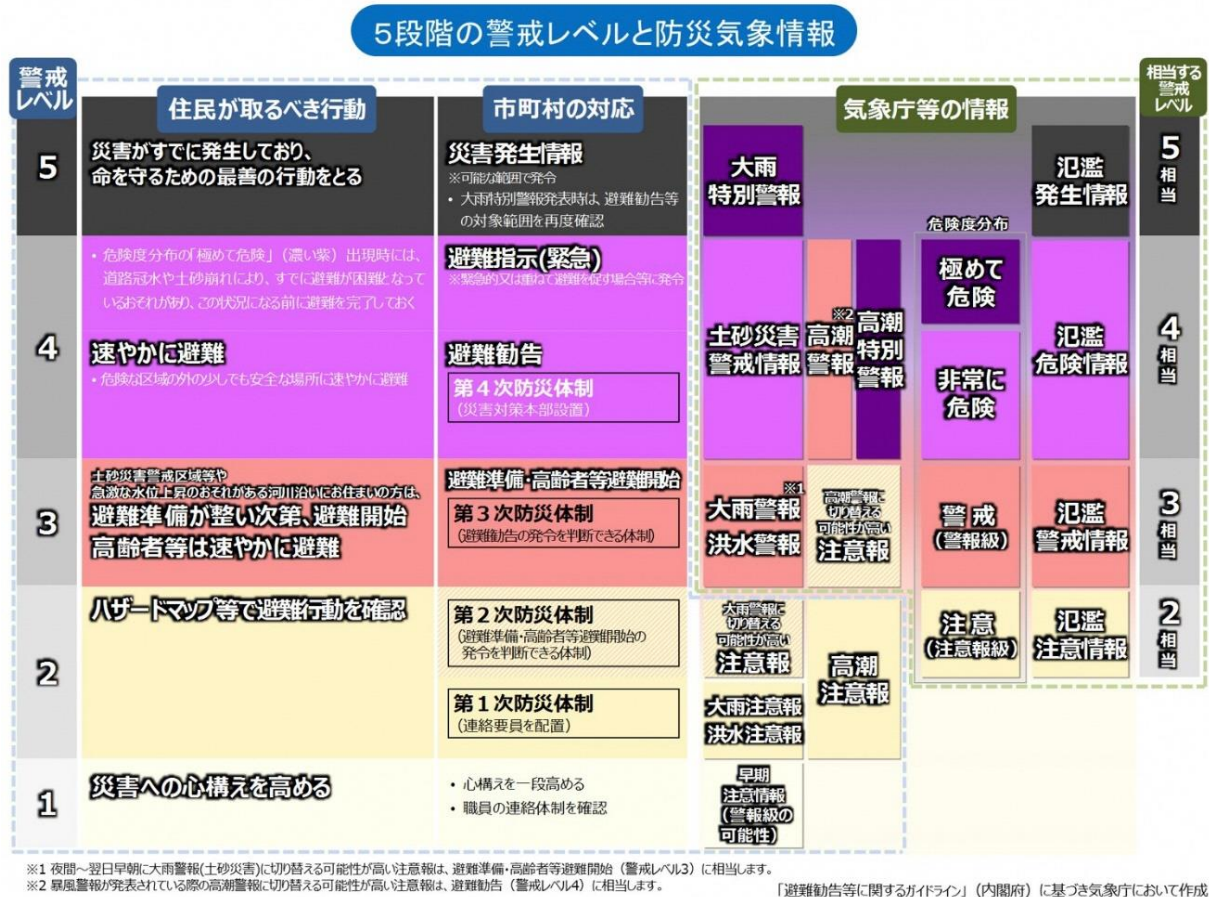 5段階の警戒レベルと防災気象情報
警戒
レベル
住民が取るべき行動
市町村の対応
気象庁等の情報
相当する
警戒
レベル
5
災害がすでに発生しており、
命を守るための最善の行動をとる
災害発生情報
※可能な範囲で発令
・大雨特別警報発表時は、避難勧告等
の対象範囲を再度確認
大雨
特別警報
氾濫
発生情報
5
相当
危険度分布
4
・危険度分布の「極めて危険」(濃い紫)出現時には、
道路冠水や土砂崩れにより、すでに避難が困難となって
いるおそれがあり、この状況になる前に避難を完了しておく
速やかに避難
・危険な区域の外の少しでも安全な場所に速やかに避難
避難指示(緊急)
※緊急的又は重ねて避難を促す場合等に発令
避難勧告
第4次防災体制
(災害対策本部設置)
土砂災害
警戒情報
※2
高潮
警報
高潮
特別
警報
極めて
危険
非常に
危険
氾濫
危険情報
4
相当
3
土砂災害警戒区域等や
急激な水位上昇のおそれがある河川沿いにお住まいの方は、
避難準備が整い次第、避難開始
高齢者等は速やかに避難
避難準備・高齢者等避難開始
第3次防災体制
(避難勧告の発令を判断できる体制)
※1
大雨警報
洪水警報
高潮警報に
切り替える
可能性が高い
注意報
警戒
(警報級)
氾濫
警戒情報
3
相当
2
ハザードマップ等で避難行動を確認
第2次防災体制
(避難準備・高齢者等避難開始の
発令を判断できる体制)
第1次防災体制
(連絡要員を配置)
大雨警報に
切り替える
可能性が高い
注意報
大雨注意報
洪水注意報
高潮
注意報
注意
(注意報級)
氾濫
注意情報
2
相当
1
災害への心構えを高める
・心構えを一段高める
・職員の連絡体制を確認
早期
注意情報
(警報級の
可能性)
※1 夜間~翌日早朝に大雨警報(土砂災害)に切り替える可能性が高い注意報は、避難準備・高齢者等避難開始(警戒レベル3)に相当します。
※2 暴風警報が発表されている際の高潮警報に切り替える可能性が高い注意報は、避難勧告(警戒レベル4)に相当します。
「避難勧告等に関するガイドライン」(内閣府)に基づき気象庁において作成